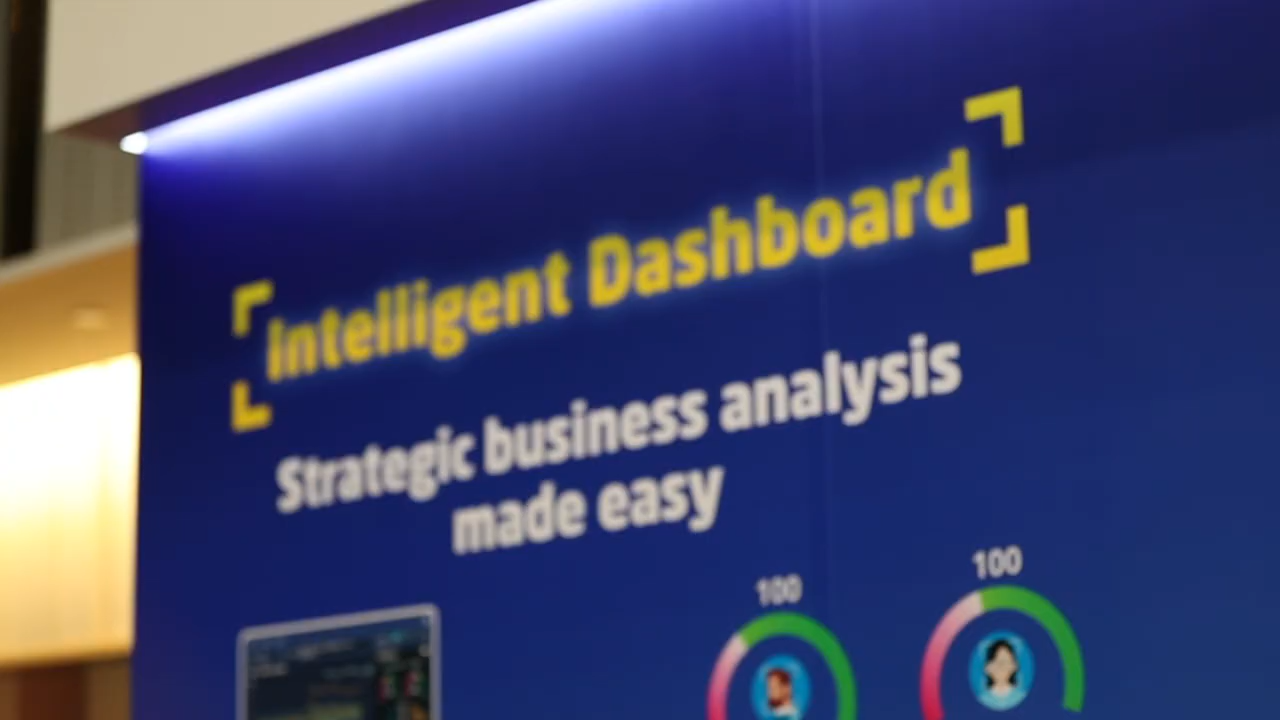 Intelligent Dashboard
Strategic business analysis
made easy
100
100